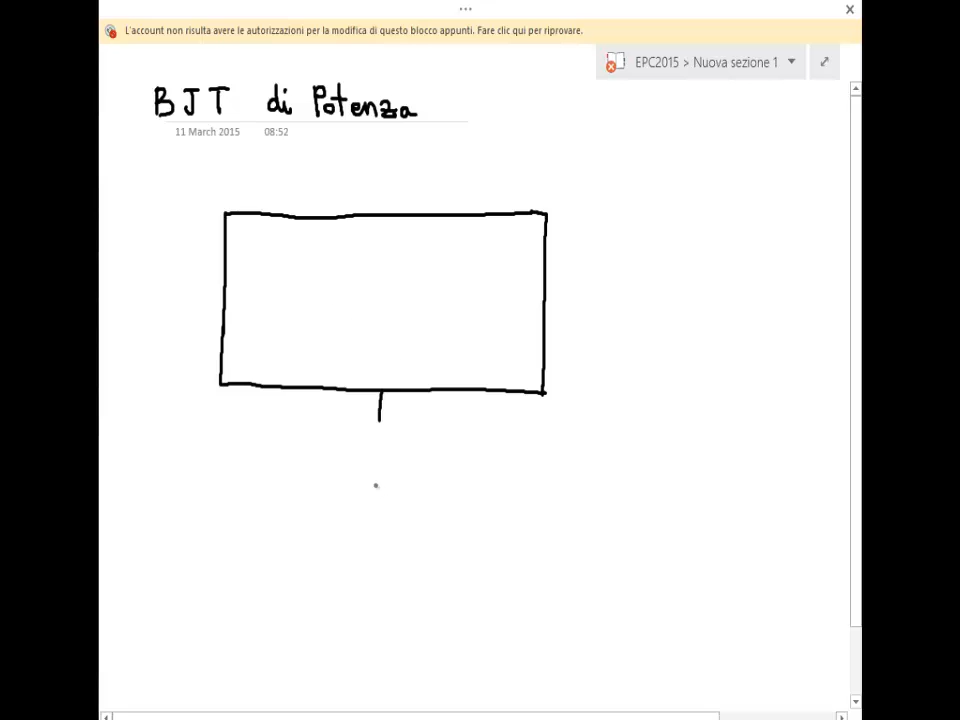 L'account non risulta avere le autorizzazioni per la modifica di questo blocco appunti. Fare clic qui per riprovare.
EPC2015 > Nuova sezione 1
BJT di Potenza
11 March 2015 08:52